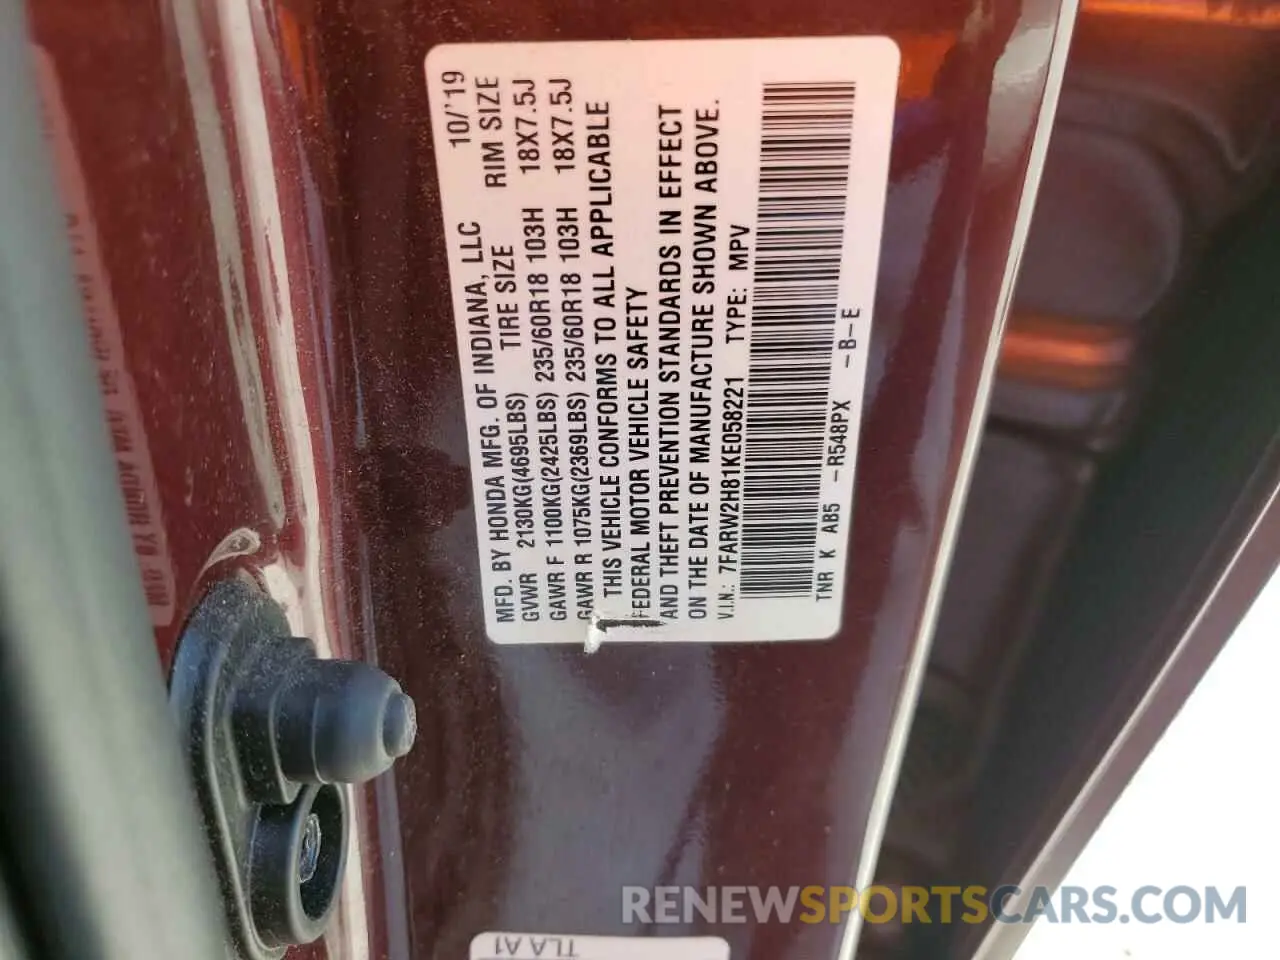 MFD. BY HONDA MFG. OF INDIANA, LLC 10/'19
GVWR 2130KG(4695LBS) TIRE SIZE RIM SIZE
GAWR F 1100KG(2425LBS) 235/60R18 103H 18X7.5J
GAWR R 1075KG(2369LBS) 235/60R18 103H 18X7.5J
THIS VEHICLE CONFORMS TO ALL APPLICABLE
FEDERAL MOTOR VEHICLE SAFETY
AND THEFT PREVENTION STANDARDS IN EFFECT
ON THE DATE OF MANUFACTURE SHOWN ABOVE.
V.I.N.: 7FARW2H81KE058221 TYPE: MPV
TNR K AB5 -R548PX -B-E
TLA A1
RENEWSPORTSCARS.COM